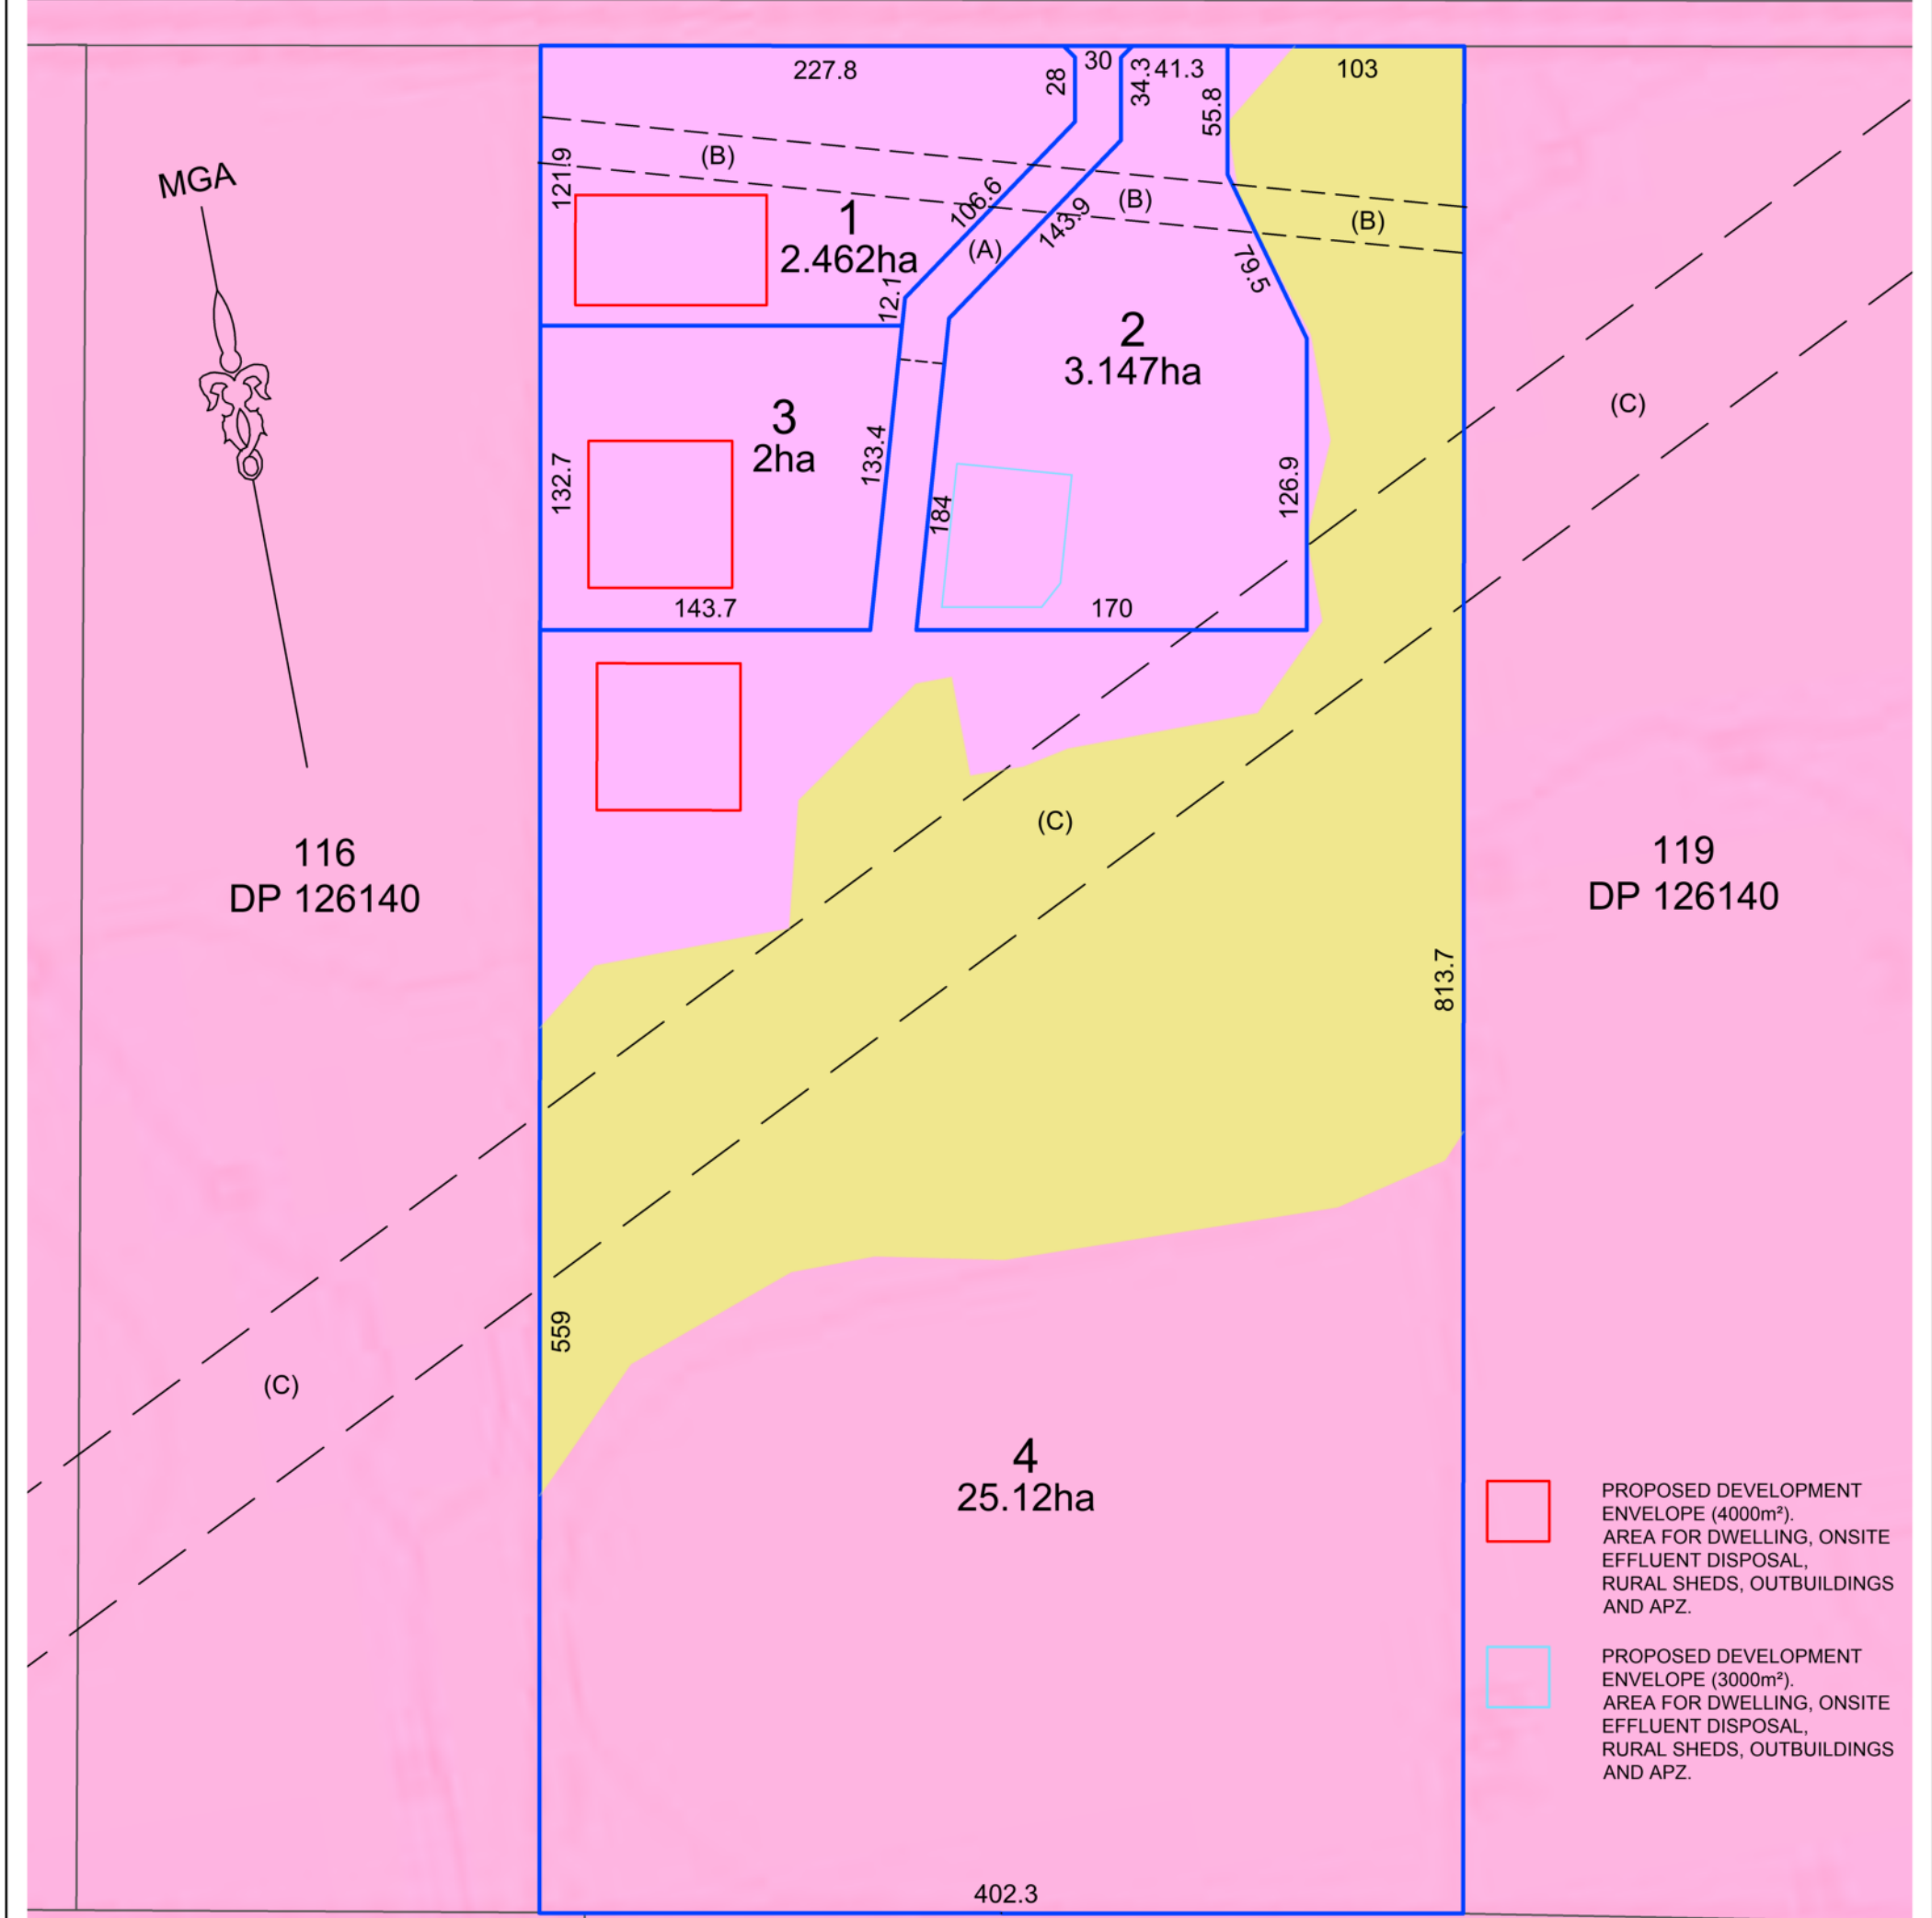 227.8
28
30
34.3
41.3
55.8
103
MGA
121.9
(B)
106.6
(A)
143.9
(B)
(B)
79.5
1
2.462ha
12.1
2
3.147ha
3
2ha
132.7
133.4
184
126.9
(C)
143.7
170
116
DP 126140
(C)
119
DP 126140
813.7
559
(C)
4
25.12ha
402.3
PROPOSED DEVELOPMENT
ENVELOPE (4000m²).
AREA FOR DWELLING, ONSITE
EFFLUENT DISPOSAL,
RURAL SHEDS, OUTBUILDINGS
AND APZ.
PROPOSED DEVELOPMENT
ENVELOPE (3000m²).
AREA FOR DWELLING, ONSITE
EFFLUENT DISPOSAL,
RURAL SHEDS, OUTBUILDINGS
AND APZ.